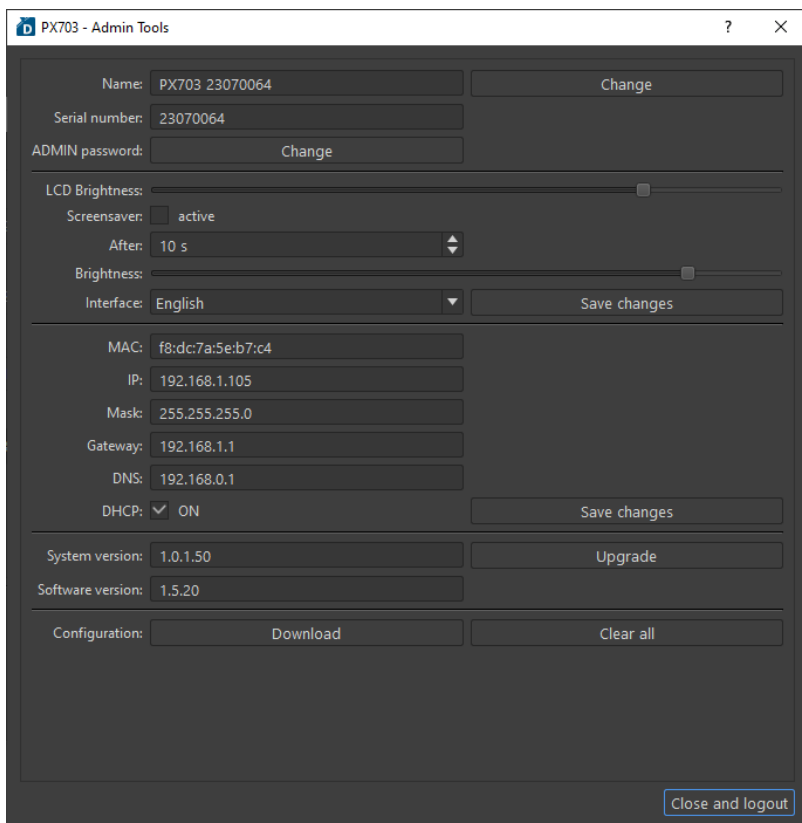 PX703 - Admin Tools ?
Name: PX703 23070064 Change
Serial number: 23070064
ADMIN password: Change
LCD Brightness:
Screensaver: active
After: 10 s
Brightness:
Interface: English Save changes
MAC: f8:dc:7a:5e:b7:c4
IP: 192.168.1.105
Mask: 255.255.255.0
Gateway: 192.168.1.1
DNS: 192.168.0.1
DHCP: ON Save changes
System version: 1.0.1.50 Upgrade
Software version: 1.5.20
Configuration: Download Clear all
Close and logout